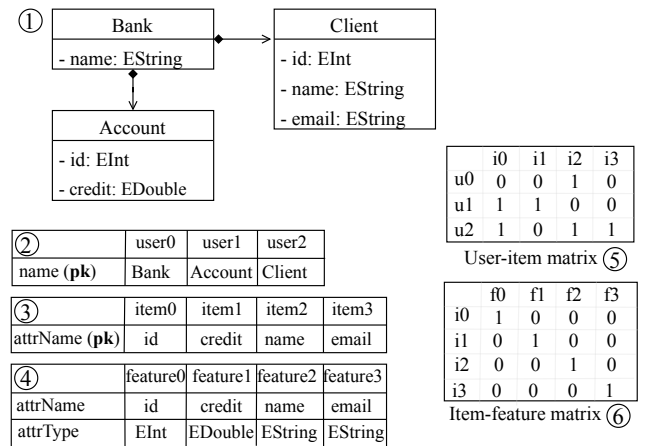 ①
Bank
- name: EString
Client
- id: EInt
- name: EString
- email: EString
Account
- id: EInt
- credit: EDouble
② user0 user1 user2
name (pk) Bank Account Client
③ item0 item1 item2 item3
attrName (pk) id credit name email
④ feature0 feature1 feature2 feature3
attrName id credit name email
attrType EInt EDouble EString EString
i0 i1 i2 i3
u0 0 0 1 0
u1 1 1 0 0
u2 1 0 1 1
User-item matrix ⑤
f0 f1 f2 f3
i0 1 0 0 0
i1 0 1 0 0
i2 0 0 1 0
i3 0 0 0 1
Item-feature matrix ⑥